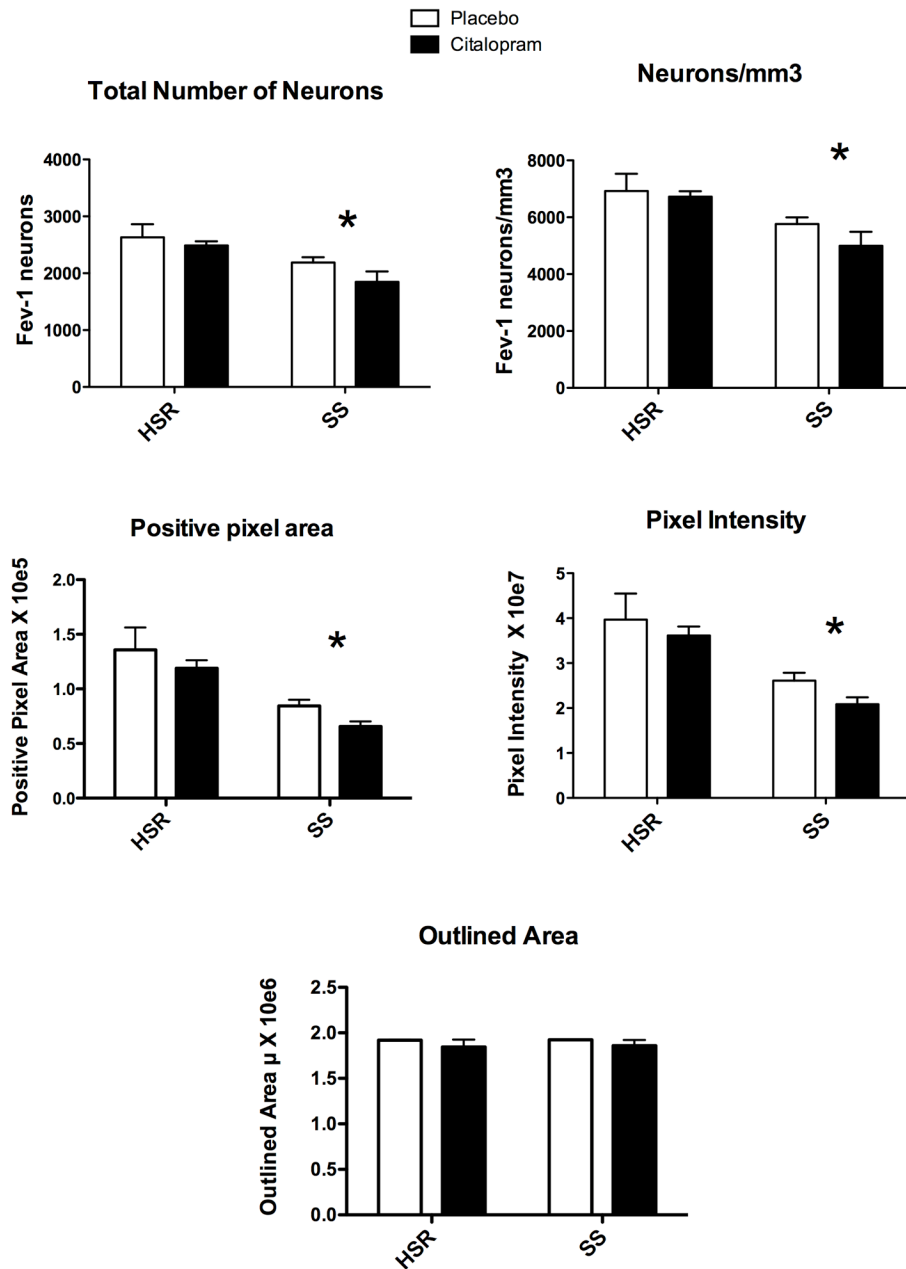 Placebo
Citalopram
Total Number of Neurons
Fev-1 neurons
4000
3000
2000
1000
0
*
HSR
SS
Neurons/mm3
Fev-1 neurons/mm3
8000
6000
4000
2000
0
*
HSR
SS
Positive pixel area
Positive Pixel Area X 10e5
2.0
1.5
1.0
0.5
0.0
*
HSR
SS
Pixel Intensity
Pixel Intensity X 10e7
5
4
3
2
1
0
*
HSR
SS
Outlined Area
Outlined Area µ X 10e6
2.5
2.0
1.5
1.0
0.5
0.0
HSR
SS